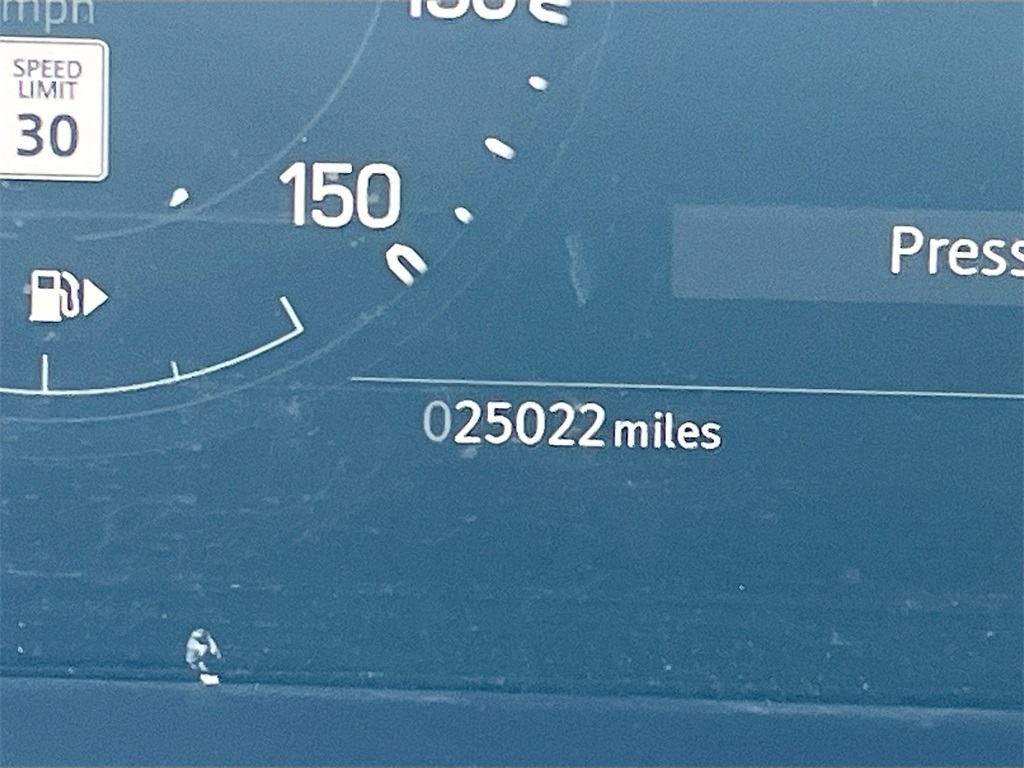 mph
SPEED
LIMIT
30
150
Press
025022 miles